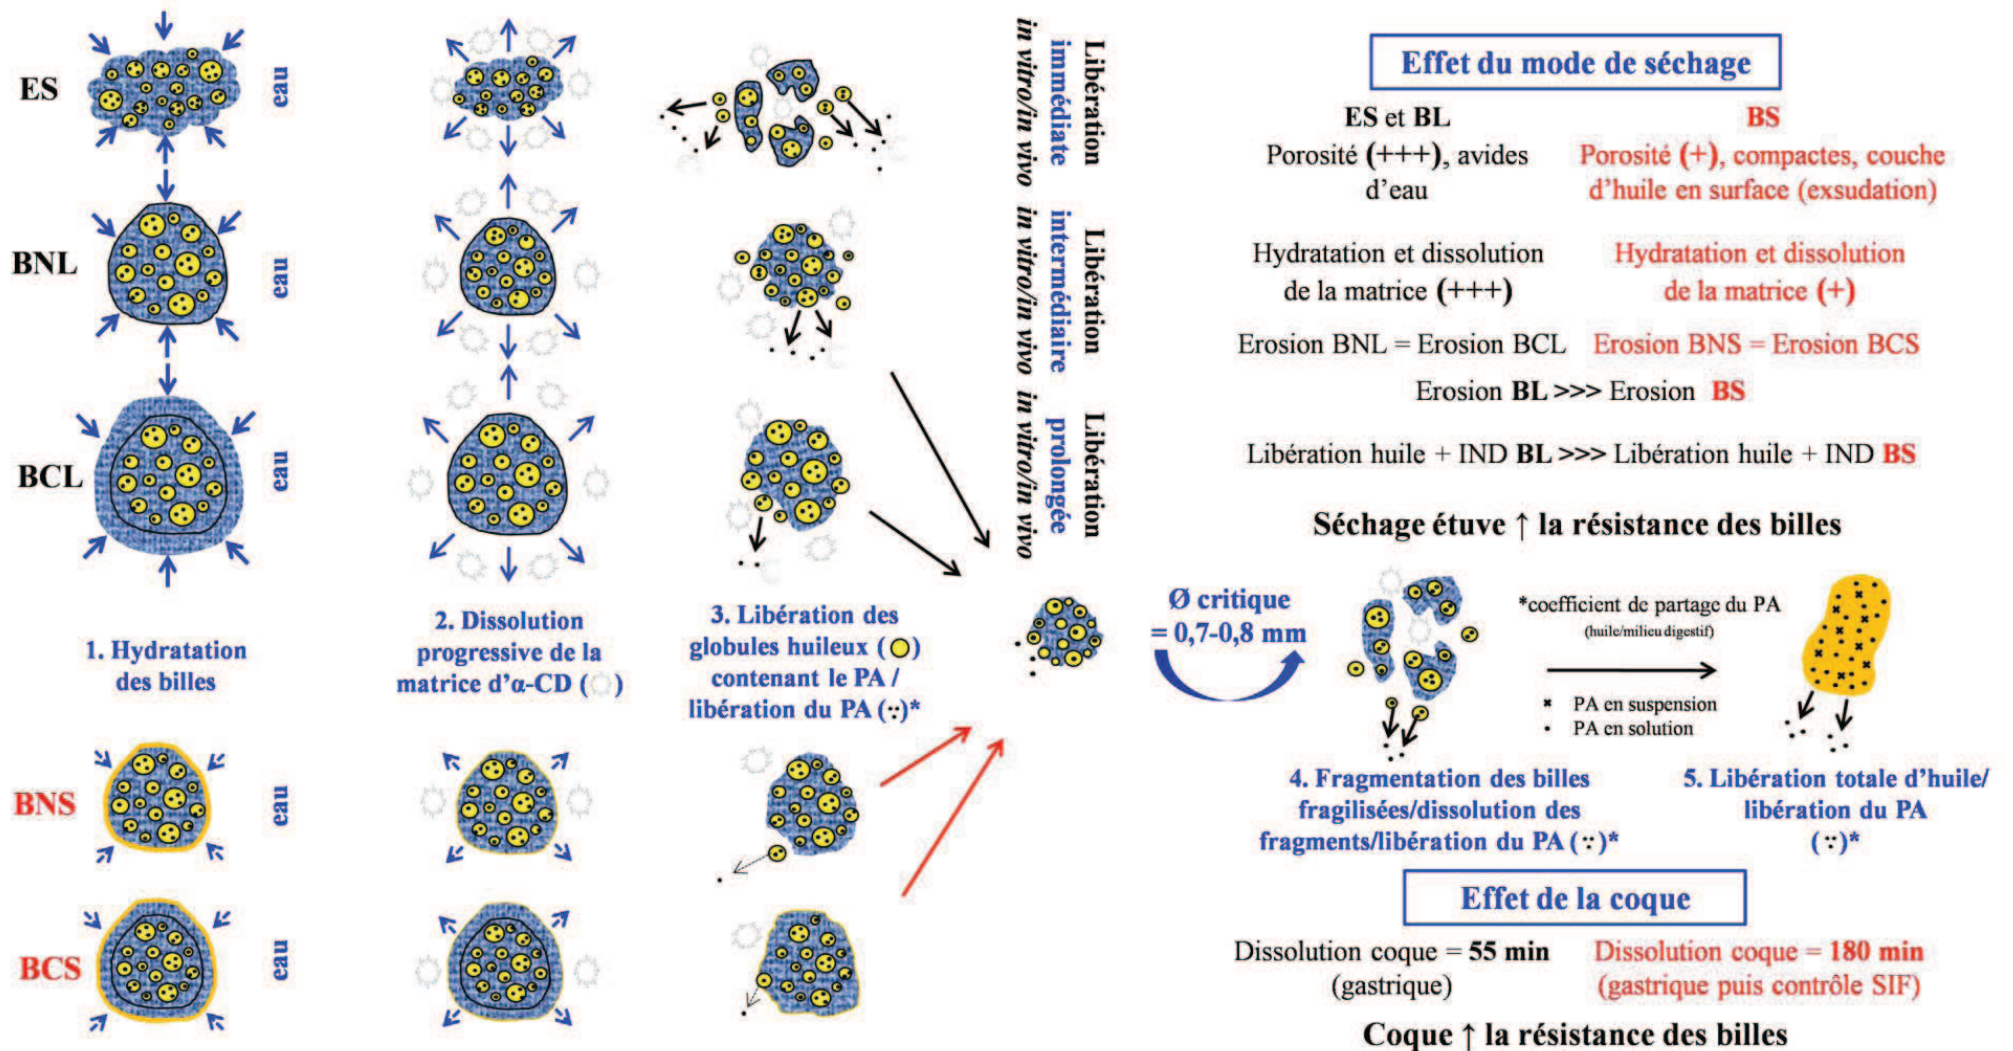 ES
eau
BNL
eau
BCL
eau
1. Hydratation
des billes
2. Dissolution
progressive de la
matrice d'α-CD ( )
3. Libération des
globules huileux ( )
contenant le PA /
libération du PA ( )*
BNS
eau
BCS
eau
Libération
immédiate
in vitro/in vivo
Libération
intermédiaire
in vitro/in vivo
Libération
prolongée
in vitro/in vivo
Effet du mode de séchage
ES et BL
Porosité (+++), avides
d'eau
BS
Porosité (+), compactes, couche
d'huile en surface (exsudation)
Hydratation et dissolution
de la matrice (+++)
Hydratation et dissolution
de la matrice (+)
Erosion BNL = Erosion BCL
Erosion BNS = Erosion BCS
Erosion BL >>> Erosion BS
Libération huile + IND BL >>> Libération huile + IND BS
Séchage étuve ↑ la résistance des billes
Ø critique
= 0,7-0,8 mm
*coefficient de partage du PA
(huile/milieu digestif)
PA en suspension
PA en solution
4. Fragmentation des billes
fragilisées/dissolution des
fragments/libération du PA ( )*
5. Libération totale d'huile/
libération du PA
( )*
Effet de la coque
Dissolution coque = 55 min
(gastrique)
Dissolution coque = 180 min
(gastrique puis contrôle SIF)
Coque ↑ la résistance des billes